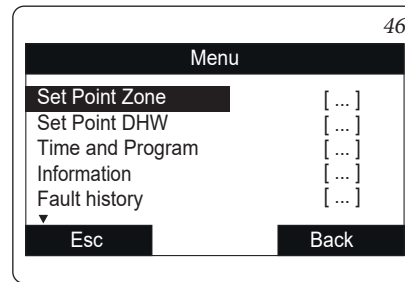 46
Menu
Set Point Zone [ ... ]
Set Point DHW [ ... ]
Time and Program [ ... ]
Information [ ... ]
Fault history [ ... ]
Esc Back